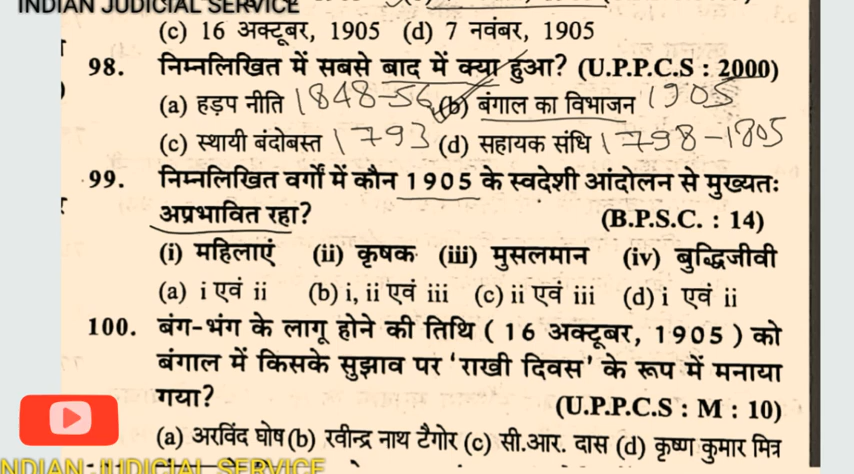 INDIAN JUDICIAL SERVICE
(c) 16 अक्टूबर, 1905 (d) 7 नवंबर, 1905
98. निम्नलिखित में सबसे बाद में क्या हुआ? (U.P.P.C.S : 2000)
(a) हड़प नीति 1848-56 (b) बंगाल का विभाजन 1905
(c) स्थायी बंदोबस्त 1793 (d) सहायक संधि 1798-1805
99. निम्नलिखित वर्गों में कौन 1905 के स्वदेशी आंदोलन से मुख्यतः
अप्रभावित रहा? (B.P.S.C. : 14)
(i) महिलाएं (ii) कृषक (iii) मुसलमान (iv) बुद्धिजीवी
(a) i एवं ii (b) i, ii एवं iii (c) ii एवं iii (d) i एवं ii
100. बंग-भंग के लागू होने की तिथि ( 16 अक्टूबर, 1905 ) को
बंगाल में किसके सुझाव पर 'राखी दिवस' के रूप में मनाया
गया? (U.P.P.C.S : M : 10)
(a) अरविंद घोष (b) रवीन्द्र नाथ टैगोर (c) सी.आर. दास (d) कृष्ण कुमार मित्र
INDIAN JUDICIAL SERVICE